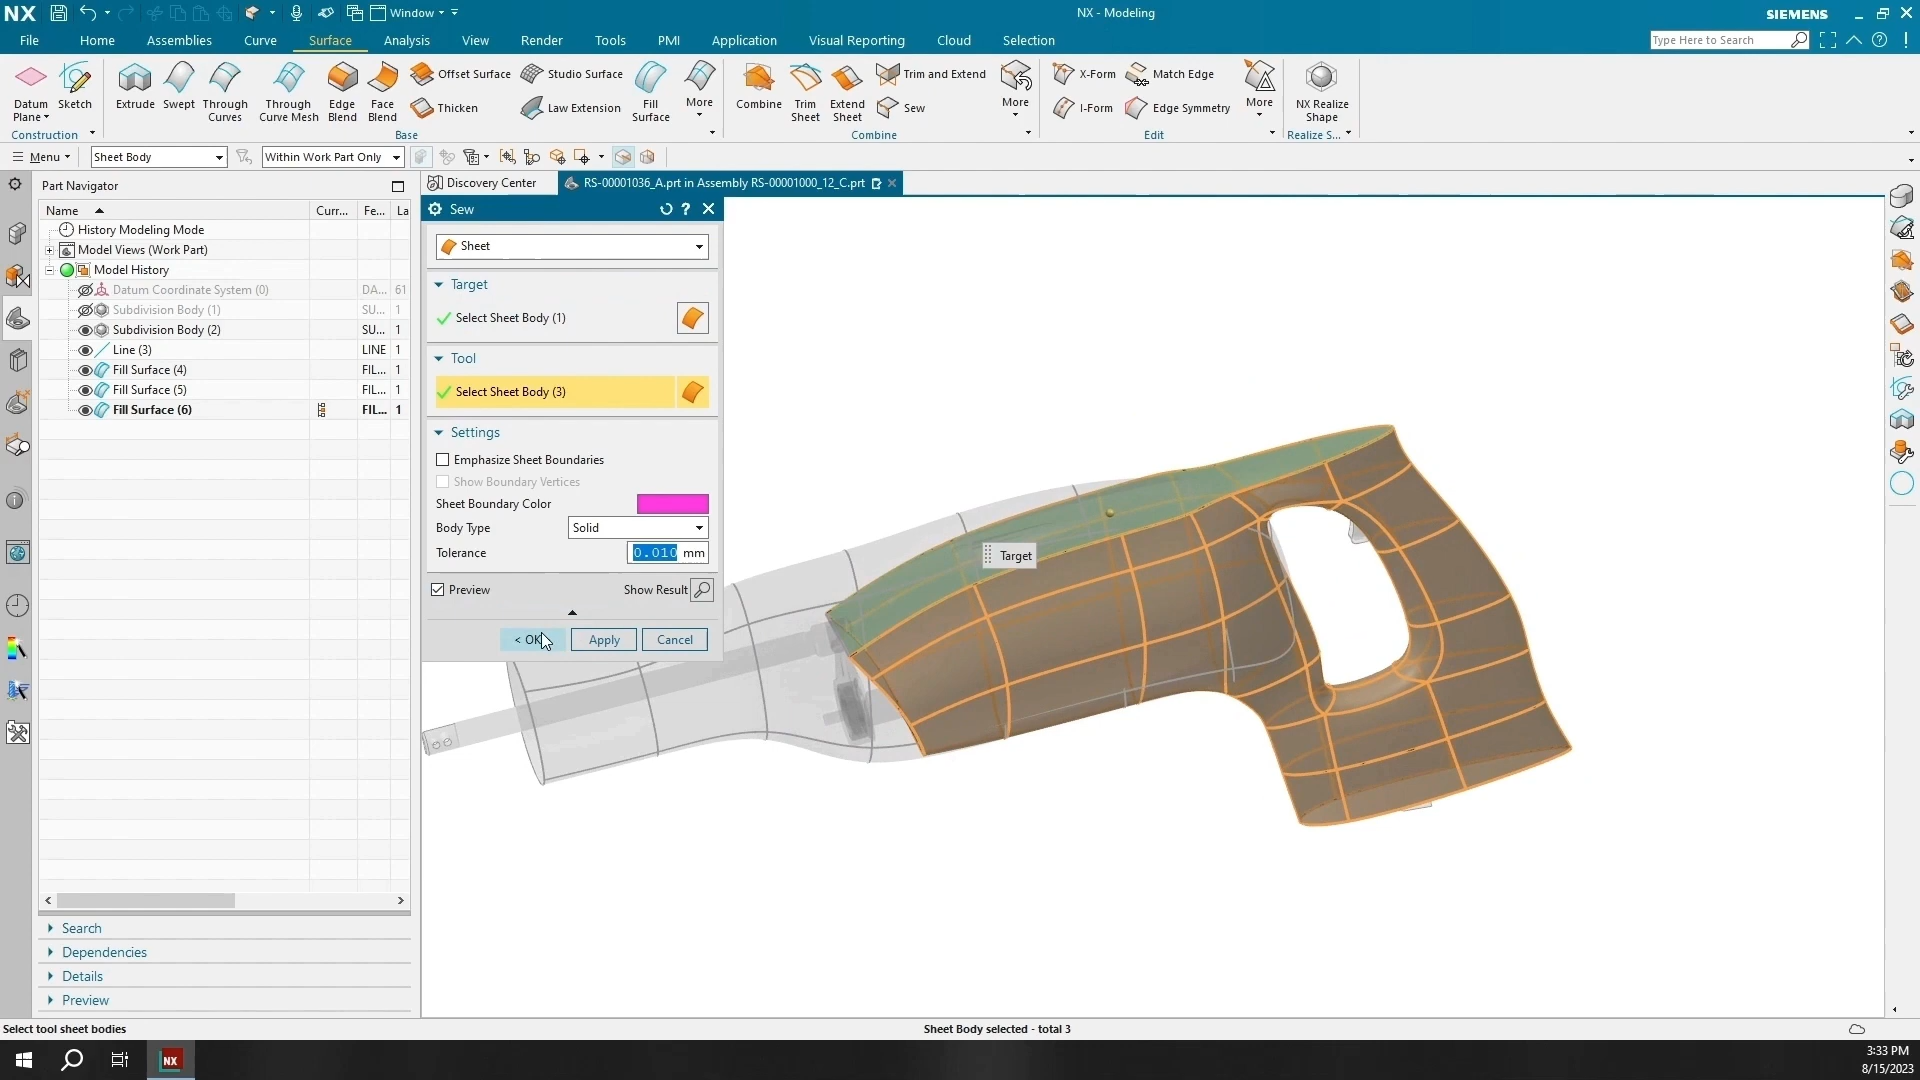 NX
Window
NX - Modeling
SIEMENS
File
Home
Assemblies
Curve
Surface
Analysis
View
Render
Tools
PMI
Application
Visual Reporting
Cloud
Selection
Type Here to Search
Datum Plane
Sketch
Construction
Extrude
Swept
Through Curves
Through Curve Mesh
Edge Blend
Face Blend
Offset Surface
Thicken
Studio Surface
Law Extension
Fill Surface
More
Base
Combine
Trim Sheet
Extend Sheet
Trim and Extend
Sew
More
Combine
X-Form
I-Form
Match Edge
Edge Symmetry
More
Edit
NX Realize Shape
Realize S...
Menu
Sheet Body
Within Work Part Only
Part Navigator
Discovery Center
RS-00001036_A.prt in Assembly RS-00001000_12_C.prt
Name
Curr...
Fe...
La
History Modeling Mode
Model Views (Work Part)
Model History
Datum Coordinate System (0) DA... 61
Subdivision Body (1) SU... 1
Subdivision Body (2) SU... 1
Line (3) LINE 1
Fill Surface (4) FIL... 1
Fill Surface (5) FIL... 1
Fill Surface (6) FIL... 1
Search
Dependencies
Details
Preview
Sew
Sheet
Target
Select Sheet Body (1)
Tool
Select Sheet Body (3)
Settings
Emphasize Sheet Boundaries
Show Boundary Vertices
Sheet Boundary Color
Body Type Solid
Tolerance 0.010 mm
Preview
Show Result
< OK
Apply
Cancel
Target
Select tool sheet bodies
Sheet Body selected - total 3
NX
3:33 PM
8/15/2023